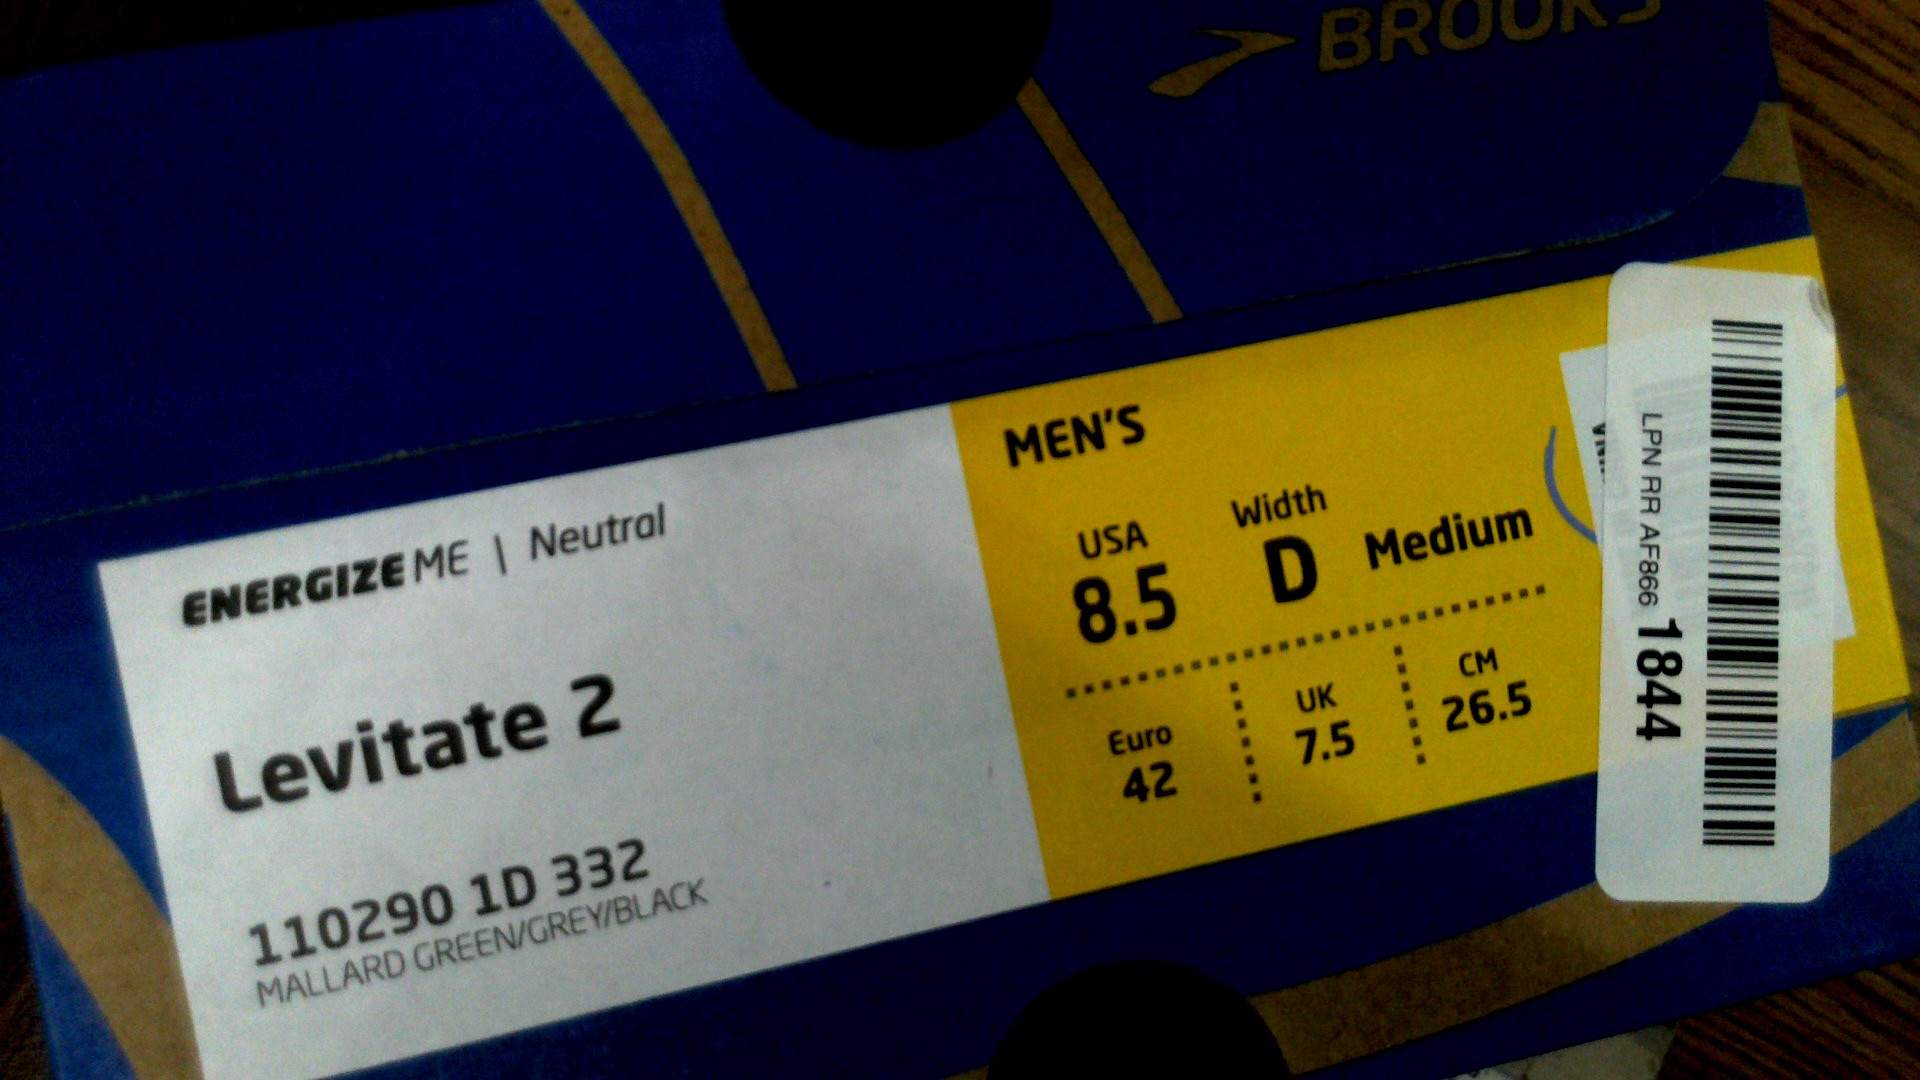 BROOKS
ENERGIZE ME | Neutral
Levitate 2
110290 1D 332
MALLARD GREEN/GREY/BLACK
MEN'S
USA
8.5
Width
D Medium
Euro
42
UK
7.5
CM
26.5
LPN RR AF866 1844